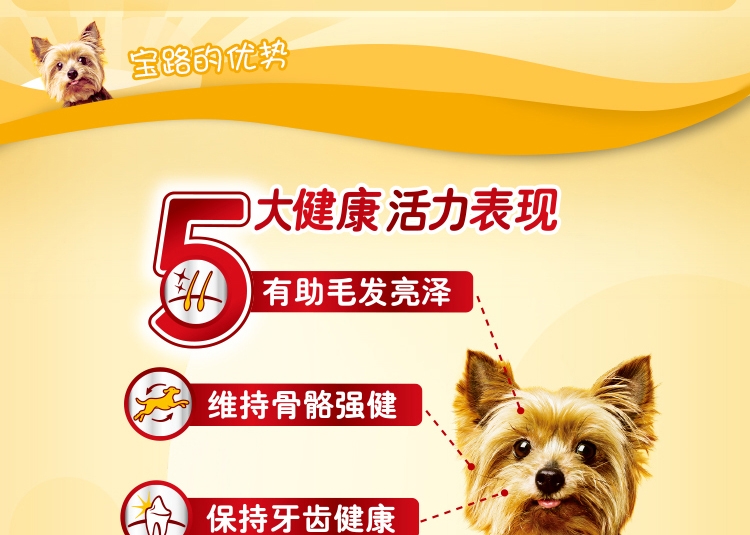 宝路的优势
5大健康 活力表现
有助毛发亮泽
维持骨骼强健
保持牙齿健康